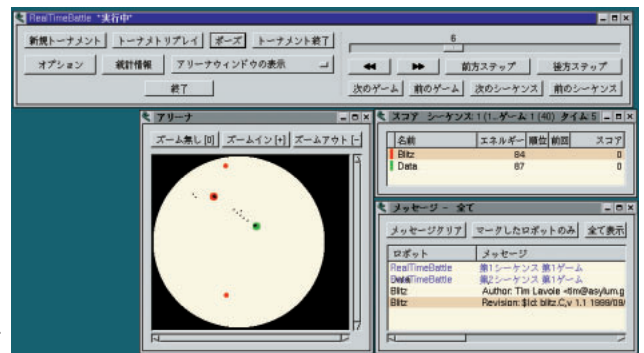 RealTimeBattle "実行中"
新規トーナメント トーナメトリプレイ ポーズ トーナメント終了
6
オプション 統計情報 アリーナウィンドウの表示
前方ステップ 後方ステップ
終了
次のゲーム 前のゲーム 次のシーケンス 前のシーケンス
アリーナ
ズーム無し [0] ズームイン [+] ズームアウト [-]
スコア シーケンス: 1 (1.. ゲーム: 1 (40) タイム: 5
名前 エネルギー 順位 前回 スコア
Blitz 84 0
Data 87 0
メッセージ - 全て
メッセージクリア マークしたロボットのみ 全て表示
ロボット メッセージ
RealTimeBattle 第1シーケンス 第1ゲーム
RealTimeBattle 第2シーケンス 第1ゲーム
Blitz Author: Tim Lavoie <tim@asylum.g
Blitz Revision: $Id: blitz.C,v 1.1 1999/09/